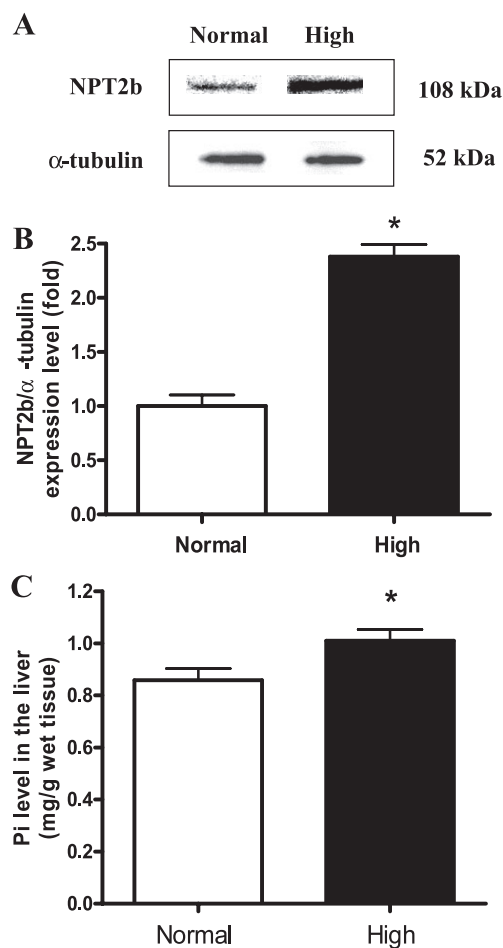 A
Normal High
NPT2b 108 kDa
α-tubulin 52 kDa
B
*
NPT2b/α -tubulin
expression level (fold)
2.5
2.0
1.5
1.0
0.5
0.0
Normal High
C
*
Pi level in the liver
(mg/g wet tissue)
1.2
1.0
0.8
0.6
0.4
0.2
0.0
Normal High